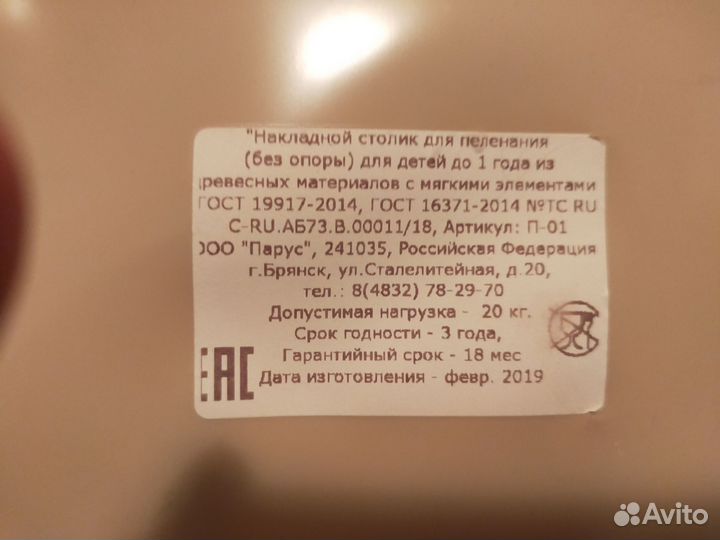 "Накладной столик для пеленания
(без опоры) для детей до 1 года из
древесных материалов с мягкими элементами
ГОСТ 19917-2014, ГОСТ 16371-2014 №ТС RU
C-RU.АБ73.В.00011/18, Артикул: П-01
ООО "Парус", 241035, Российская Федерация
г.Брянск, ул.Сталелитейная, д.20,
тел.: 8(4832) 78-29-70
Допустимая нагрузка - 20 кг.
Срок годности - 3 года,
Гарантийный срок - 18 мес
EAC Дата изготовления - февр. 2019
Avito